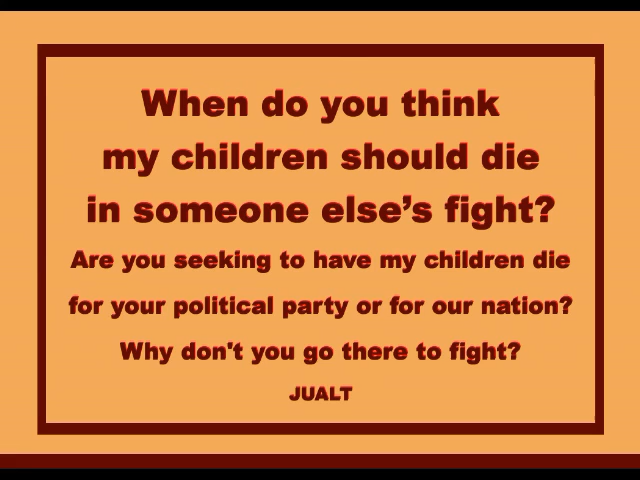 When do you think
my children should die
in someone else’s fight?
Are you seeking to have my children die
for your political party or for our nation?
Why don't you go there to fight?
JUALT